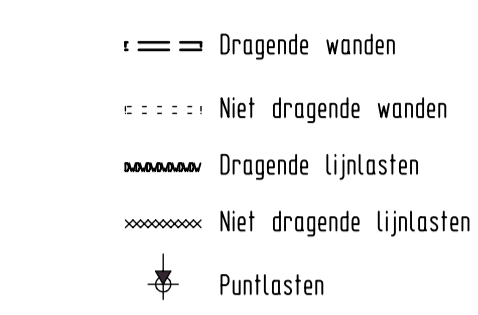 Dragende wanden
Niet dragende wanden
Dragende lijnlasten
Niet dragende lijnlasten
Puntlasten